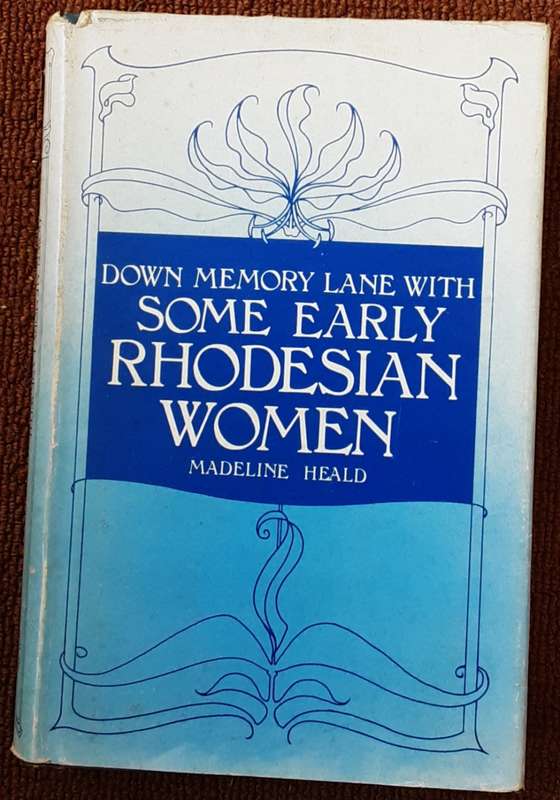 DOWN MEMORY LANE WITH
SOME EARLY
RHODESIAN
WOMEN
MADELINE HEALD